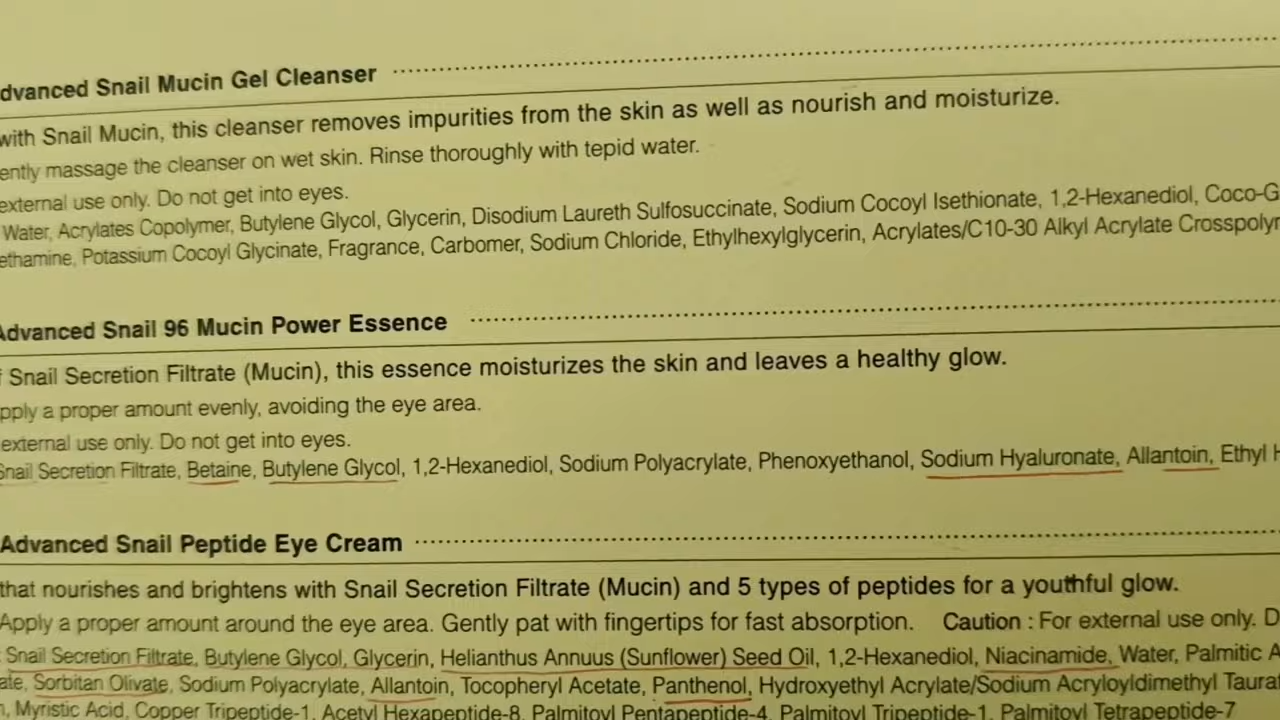 dvanced Snail Mucin Gel Cleanser
with Snail Mucin, this cleanser removes impurities from the skin as well as nourish and moisturize.
ently massage the cleanser on wet skin. Rinse thoroughly with tepid water.
external use only. Do not get into eyes.
Water, Acrylates Copolymer, Butylene Glycol, Glycerin, Disodium Laureth Sulfosuccinate, Sodium Cocoyl Isethionate, 1,2-Hexanediol, Coco-G
ethamine, Potassium Cocoyl Glycinate, Fragrance, Carbomer, Sodium Chloride, Ethylhexylglycerin, Acrylates/C10-30 Alkyl Acrylate Crosspolyr
Advanced Snail 96 Mucin Power Essence
f Snail Secretion Filtrate (Mucin), this essence moisturizes the skin and leaves a healthy glow.
pply a proper amount evenly, avoiding the eye area.
external use only. Do not get into eyes.
Snail Secretion Filtrate, Betaine, Butylene Glycol, 1,2-Hexanediol, Sodium Polyacrylate, Phenoxyethanol, Sodium Hyaluronate, Allantoin, Ethyl H
Advanced Snail Peptide Eye Cream
that nourishes and brightens with Snail Secretion Filtrate (Mucin) and 5 types of peptides for a youthful glow.
Apply a proper amount around the eye area. Gently pat with fingertips for fast absorption. Caution : For external use only. D
: Snail Secretion Filtrate, Butylene Glycol, Glycerin, Helianthus Annuus (Sunflower) Seed Oil, 1,2-Hexanediol, Niacinamide, Water, Palmitic A
ate, Sorbitan Olivate, Sodium Polyacrylate, Allantoin, Tocopheryl Acetate, Panthenol, Hydroxyethyl Acrylate/Sodium Acryloyldimethyl Taurat
n, Myristic Acid, Copper Tripeptide-1, Acetyl Hexapeptide-8, Palmitoyl Pentapeptide-4, Palmitoyl Tripeptide-1, Palmitoyl Tetrapeptide-7